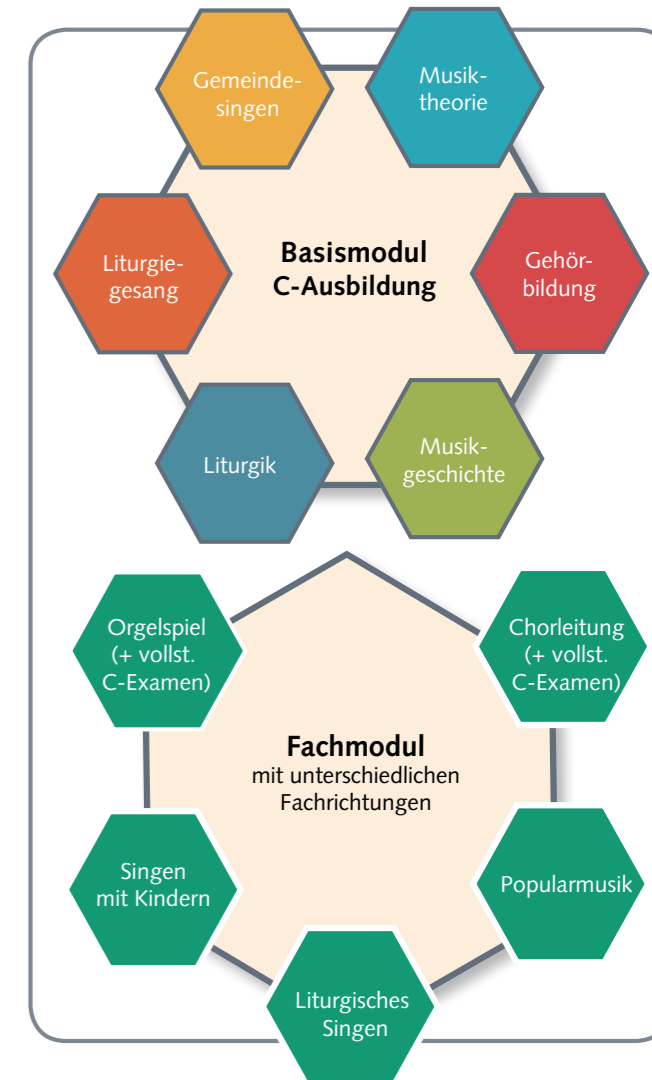 Gemeinde-
singen
Musik-
theorie
Basismodul
C-Ausbildung
Liturgie-
gesang
Gehör-
bildung
Liturgik
Musik-
geschichte
Orgelspiel
(+ vollst.
C-Examen)
Chorleitung
(+ vollst.
C-Examen)
Fachmodul
mit unterschiedlichen
Fachrichtungen
Singen
mit Kindern
Popularmusik
Liturgisches
Singen